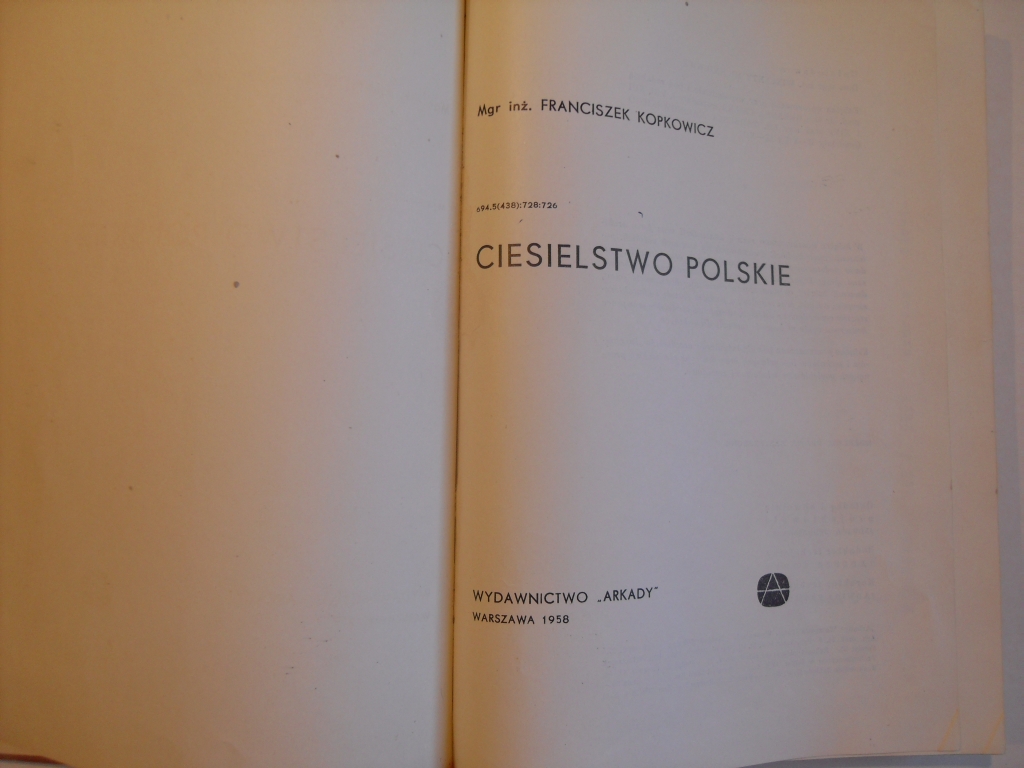 Mgr inż. FRANCISZEK KOPKOWICZ
694.5(438):728:726
CIESIELSTWO POLSKIE
WYDAWNICTWO „ARKADY"
WARSZAWA 1958